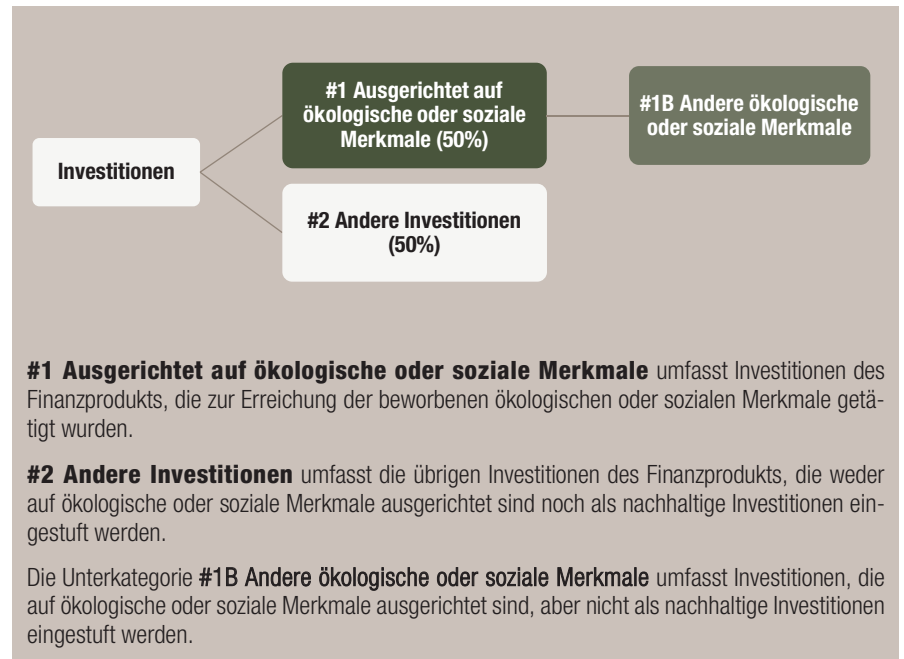 #1 Ausgerichtet auf
ökologische oder soziale
Merkmale (50%)
#1B Andere ökologische
oder soziale Merkmale
Investitionen
#2 Andere Investitionen
(50%)
#1 Ausgerichtet auf ökologische oder soziale Merkmale umfasst Investitionen des
Finanzprodukts, die zur Erreichung der beworbenen ökologischen oder sozialen Merkmale getä-
tigt wurden.
#2 Andere Investitionen umfasst die übrigen Investitionen des Finanzprodukts, die weder
auf ökologische oder soziale Merkmale ausgerichtet sind noch als nachhaltige Investitionen ein-
gestuft werden.
Die Unterkategorie #1B Andere ökologische oder soziale Merkmale umfasst Investitionen, die
auf ökologische oder soziale Merkmale ausgerichtet sind, aber nicht als nachhaltige Investitionen
eingestuft werden.